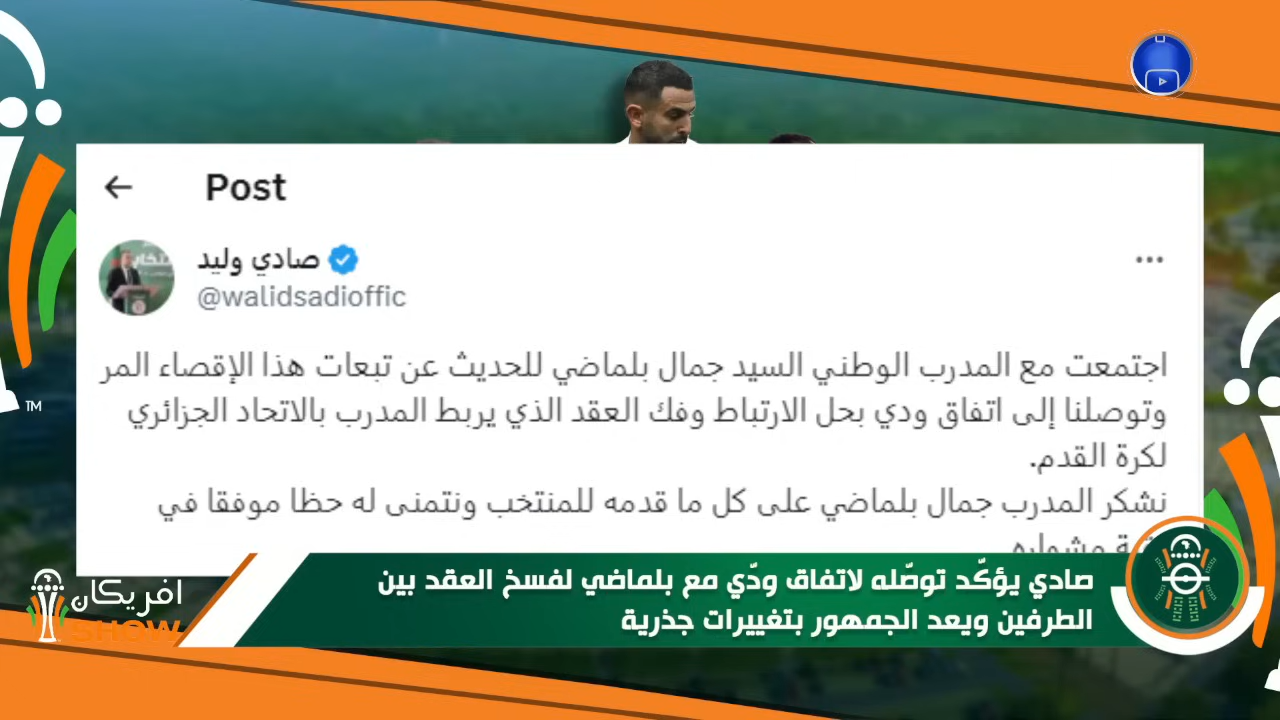 Post
صادي وليد
@walidsadioffic
اجتمعت مع المدرب الوطني السيد جمال بلماضي للحديث عن تبعات هذا الإقصاء المر
وتوصلنا إلى اتفاق ودي بحل الارتباط وفك العقد الذي يربط المدرب بالاتحاد الجزائري
لكرة القدم.
نشكر المدرب جمال بلماضي على كل ما قدمه للمنتخب ونتمنى له حظا موفقا في
مشواره
صادي يؤكّد توصّله لاتفاق ودّي مع بلماضي لفسخ العقد بين
الطرفين ويعد الجمهور بتغييرات جذرية
افريكان
SHOW
TM